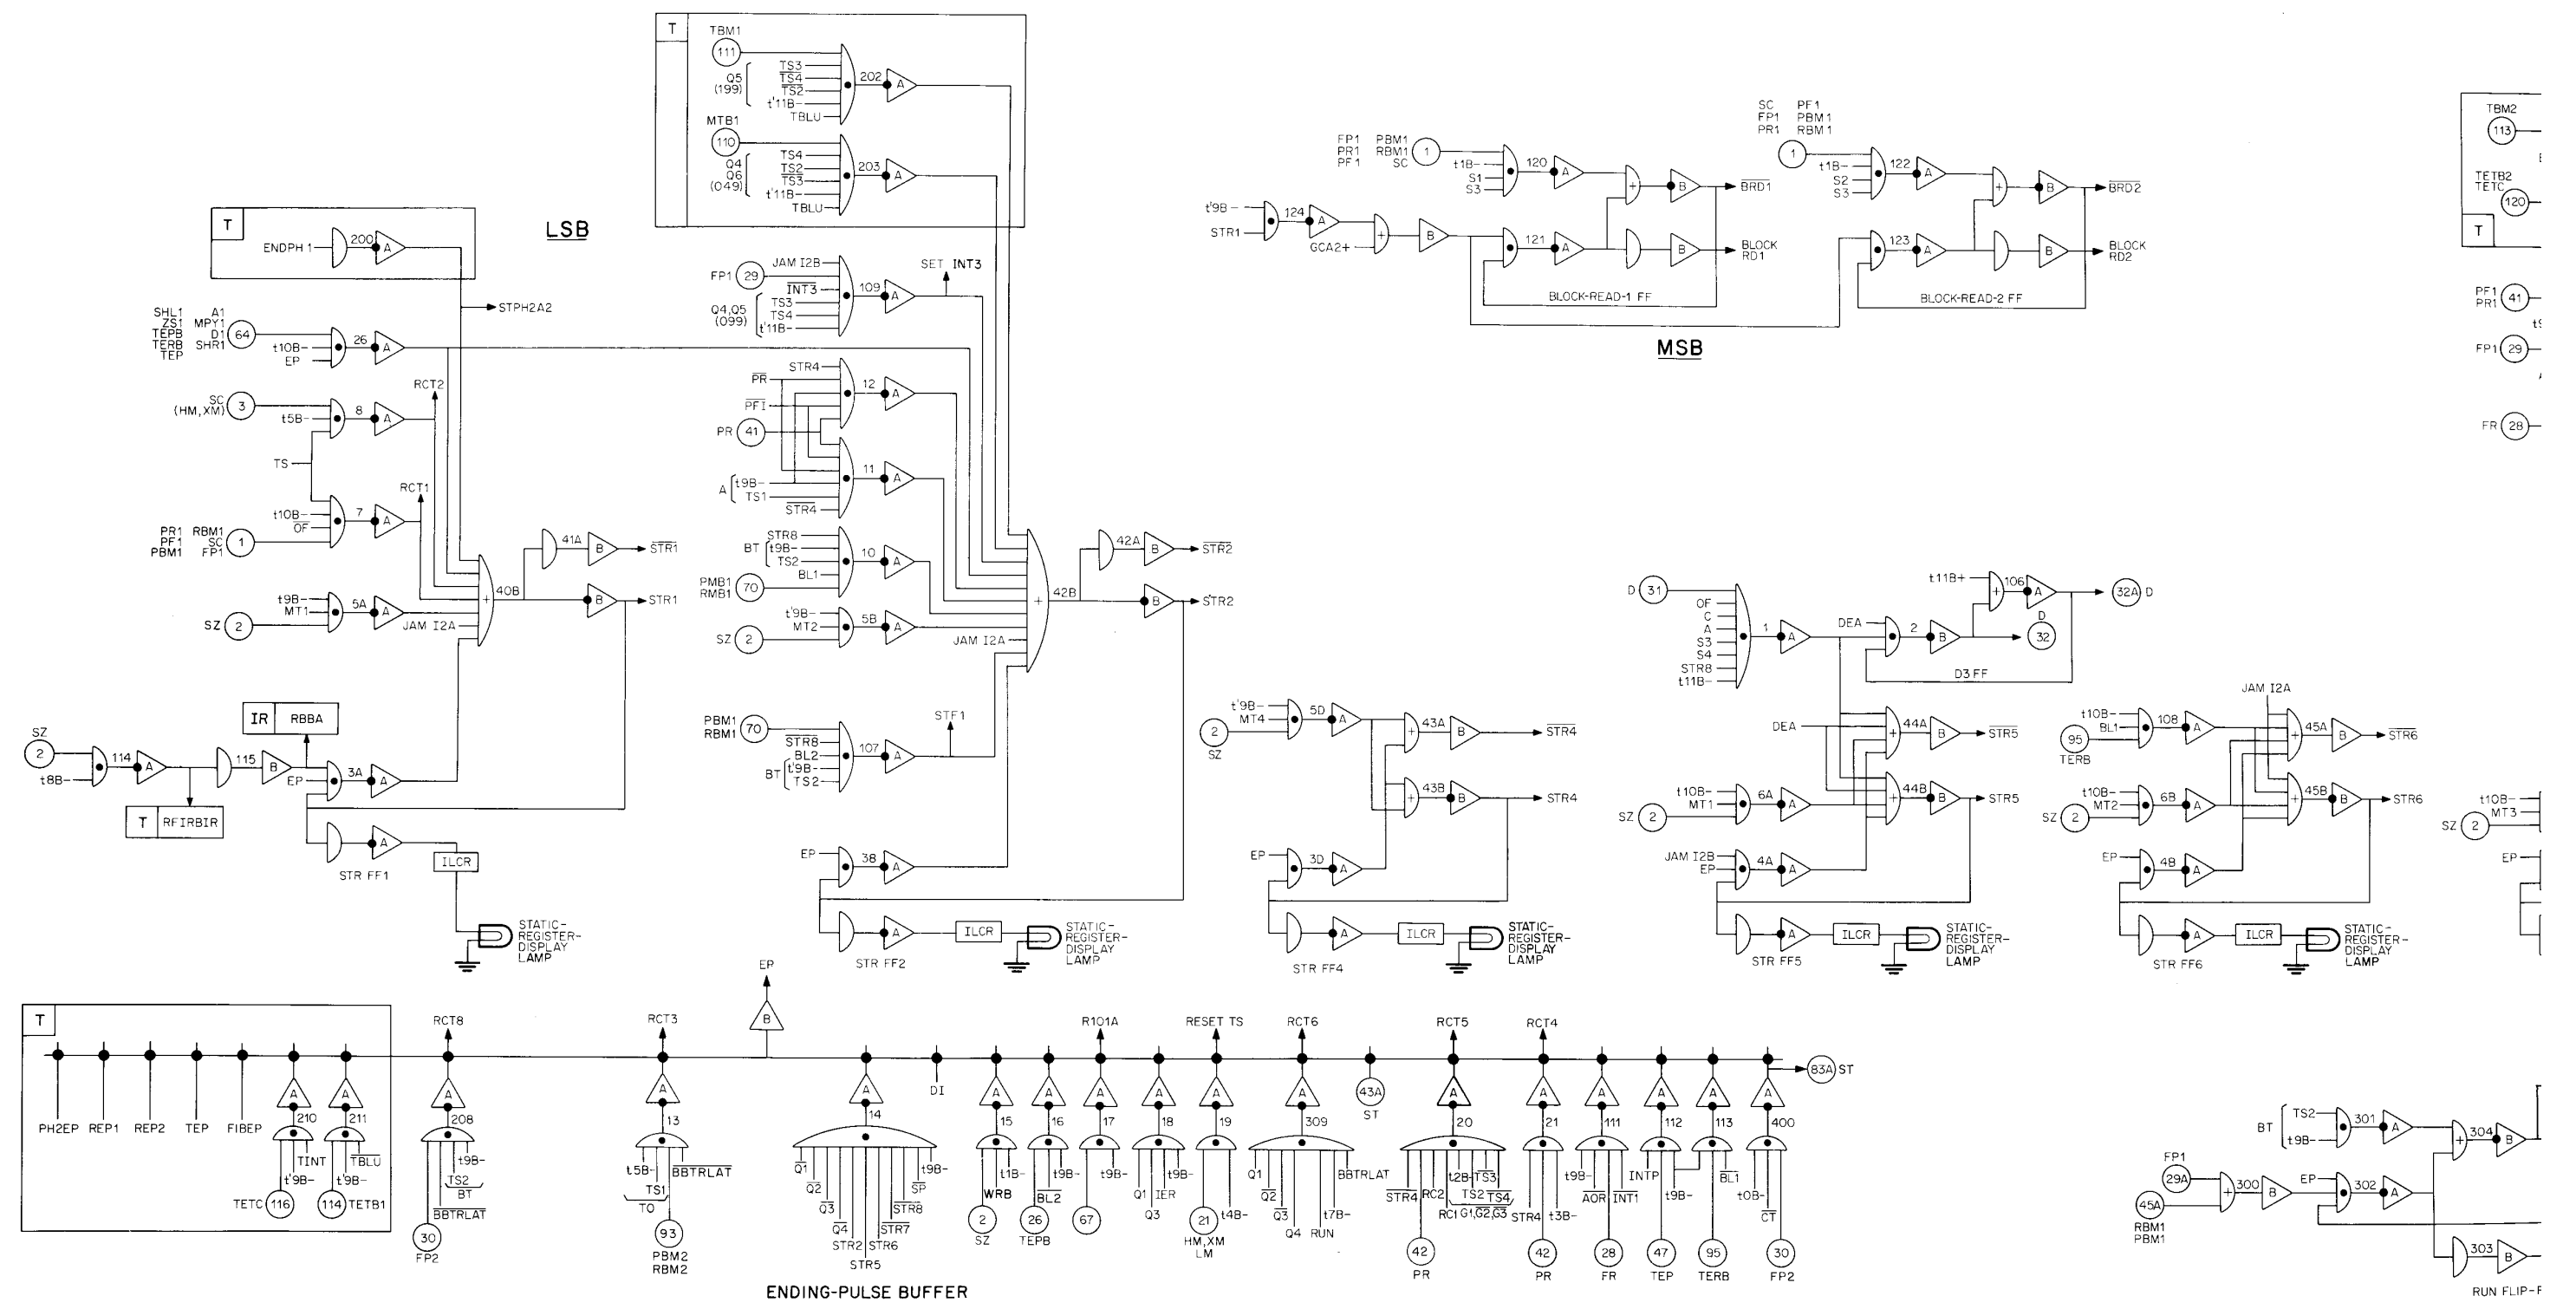 T
TBM1
111
TS3
TS4
TS2
t'11B-
TBLU
Q5
(199)
202
A
MTB1
110
TS4
TS2
TS3
t'11B-
TBLU
Q4
Q6
(049)
203
A
LSB
T
ENDPH 1
200
A
STPH2A2
SHL1 A1
ZS1 MPY1
TEPB D1
TERB SHR1
TEP
64
t10B-
EP
26
A
SC
(HM, XM)
3
t5B-
8
A
RCT2
TS
RCT1
t10B-
OF
7
A
PR1 RBM1
PF1 SC
PBM1 FP1
1
t9B-
MT1
5A
A
SZ
2
JAM I2A
40B
41A
B
STR1
B
STR1
SZ
2
t8B-
114
A
T
RFIRBIR
115
B
IR
RBBA
EP
3A
A
A
STR FF1
ILCR
STATIC-
REGISTER-
DISPLAY
LAMP
JAM I2B
FP1
29
INT3
TS3
TS4
t'11B-
Q4,Q5
(099)
109
A
SET INT3
STR4
PR
PFI
PR
41
12
A
A
t9B-
TS1
STR4
11
A
STR8
BT
t9B-
TS2
BL1
10
A
PMB1
RMB1
70
t'9B-
MT2
5B
A
SZ
2
JAM I2A
42B
42A
B
STR2
B
STR2
PBM1
RBM1
70
STR8
BL2
BT
t'9B-
TS2
107
A
STF1
EP
38
A
A
STR FF2
ILCR
STATIC-
REGISTER-
DISPLAY
LAMP
FP1 PBM1
PR1 RBM1
PF1 SC
1
t1B-
S1
S3
120
A
+
B
BRD1
t'9B-
STR1
124
A
GCA2+
+
B
121
A
B
BLOCK
RD1
BLOCK-READ-1 FF
MSB
SC PF1
FP1 PBM1
PR1 RBM1
1
t1B-
S2
S3
122
A
+
B
BRD2
123
A
B
BLOCK
RD2
BLOCK-READ-2 FF
TBM2
113
TETB2
TETC
120
T
PF1
PR1
41
FP1
29
FR
28
SZ
2
t'9B-
MT4
5D
A
43A
B
STR4
43B
B
STR4
EP
3D
A
A
STR FF4
ILCR
STATIC-
REGISTER-
DISPLAY
LAMP
D
31
OF
C
A
S3
S4
STR8
t11B-
1
A
DEA
2
B
t11B+
106
A
32A
D
D
32
D3 FF
DEA
44A
B
STR5
t10B-
MT1
6A
A
SZ
2
44B
B
STR5
JAM I2B
EP
4A
A
A
STR FF5
ILCR
STATIC-
REGISTER-
DISPLAY
LAMP
JAM I2A
t10B-
BL1
108
A
95
TERB
45A
B
STR6
t10B-
MT2
6B
A
SZ
2
45B
B
STR6
EP
4B
A
A
STR FF6
ILCR
STATIC-
REGISTER-
DISPLAY
LAMP
t10B-
MT3
SZ
2
EP
T
PH2EP
REP1
REP2
TEP
FIBEP
A
210
TINT
t'9B-
TETC
116
A
211
TBLU
t'9B-
114
TETB1
RCT8
A
208
t9B-
TS2
BT
BBTRLAT
30
FP2
RCT3
A
13
t5B-
TS1
TO
BBTRLAT
93
PBM2
RBM2
EP
B
A
14
Q1
Q2
Q3
Q4
STR2
STR5
STR6
STR7
STR8
SP
t9B-
DI
A
15
t1B-
WRB
2
SZ
A
16
t9B-
BL2
26
TEPB
R101A
A
17
t9B-
67
A
18
Q1
Q3
IER
t9B-
RESET TS
A
19
t4B-
21
HM,XM
LM
RCT6
A
309
Q1
Q2
Q3
Q4
RUN
t7B-
BBTRLAT
43A
ST
RCT5
A
20
STR4
RC2
RC1
t2B-
TS2
TS3
TS4
G1,G2,G3
42
PR
RCT4
A
21
STR4
t3B-
42
PR
A
111
t9B-
AOR
INT1
28
FR
A
112
INTP
t9B-
47
TEP
A
113
BL1
95
TERB
A
400
t0B-
CT
30
FP2
83A
ST
ENDING-PULSE BUFFER
BT
TS2
t9B-
301
A
304
B
FP1
29A
45A
RBM1
PBM1
300
B
EP
302
A
303
B
RUN FLIP-F